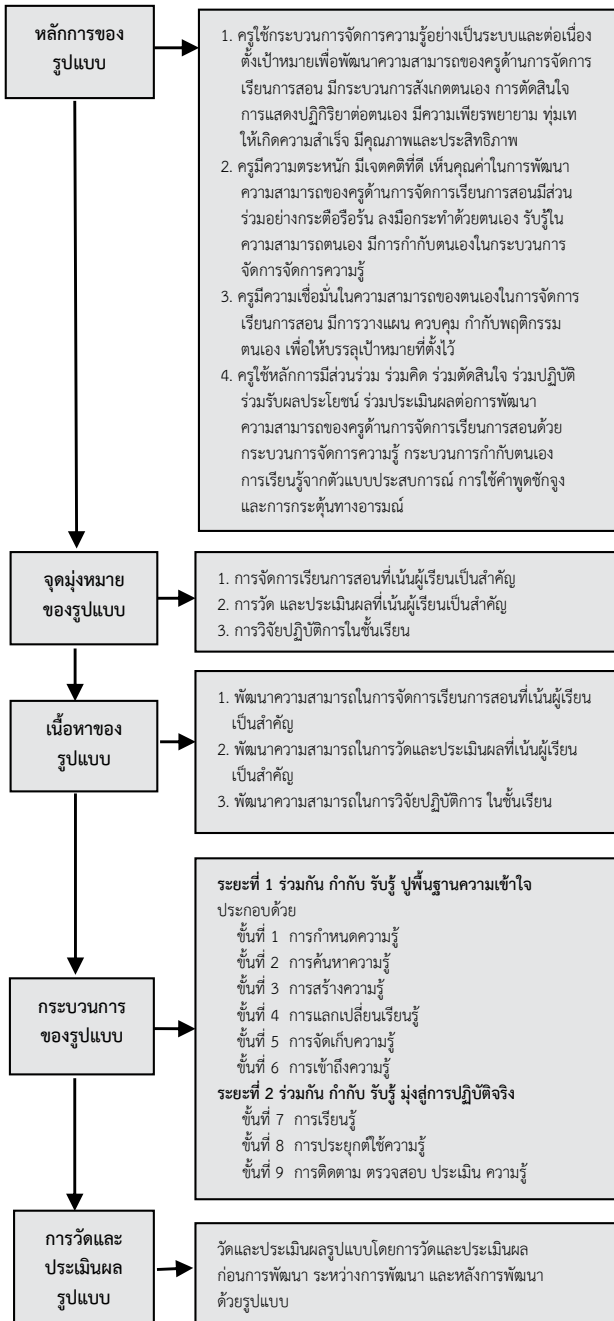 หลักการของ
รูปแบบ
1. ครูใช้กระบวนการจัดการความรู้อย่างเป็นระบบและต่อเนื่อง
ตั้งเป้าหมายเพื่อพัฒนาความสามารถของครูด้านการจัดการ
เรียนการสอน มีกระบวนการสังเกตตนเอง การตัดสินใจ
การแสดงปฏิกิริยาต่อตนเอง มีความเพียรพยายาม ทุ่มเท
ให้เกิดความสำเร็จ มีคุณภาพและประสิทธิภาพ
2. ครูมีความตระหนัก มีเจตคติที่ดี เห็นคุณค่าในการพัฒนา
ความสามารถของครูด้านการจัดการเรียนการสอนมีส่วน
ร่วมอย่างกระตือรือร้น ลงมือกระทำด้วยตนเอง รับรู้ใน
ความสามารถตนเอง มีการกำกับตนเองในกระบวนการ
จัดการจัดการความรู้
3. ครูมีความเชื่อมั่นในความสามารถของตนเองในการจัดการ
เรียนการสอน มีการวางแผน ควบคุม กำกับพฤติกรรม
ตนเอง เพื่อให้บรรลุเป้าหมายที่ตั้งไว้
4. ครูใช้หลักการมีส่วนร่วม ร่วมคิด ร่วมตัดสินใจ ร่วมปฏิบัติ
ร่วมรับผลประโยชน์ ร่วมประเมินผลต่อการพัฒนา
ความสามารถของครูด้านการจัดการเรียนการสอนด้วย
กระบวนการจัดการความรู้ กระบวนการกำกับตนเอง
การเรียนรู้จากตัวแบบประสบการณ์ การใช้คำพูดชักจูง
และการกระตุ้นทางอารมณ์
จุดมุ่งหมาย
ของรูปแบบ
1. การจัดการเรียนการสอนที่เน้นผู้เรียนเป็นสำคัญ
2. การวัด และประเมินผลที่เน้นผู้เรียนเป็นสำคัญ
3. การวิจัยปฏิบัติการในชั้นเรียน
เนื้อหาของ
รูปแบบ
1. พัฒนาความสามารถในการจัดการเรียนการสอนที่เน้นผู้เรียน
เป็นสำคัญ
2. พัฒนาความสามารถในการวัดและประเมินผลที่เน้นผู้เรียน
เป็นสำคัญ
3. พัฒนาความสามารถในการวิจัยปฏิบัติการ ในชั้นเรียน
กระบวนการ
ของรูปแบบ
ระยะที่ 1 ร่วมกัน กำกับ รับรู้ ปูพื้นฐานความเข้าใจ
ประกอบด้วย
ขั้นที่ 1 การกำหนดความรู้
ขั้นที่ 2 การค้นหาความรู้
ขั้นที่ 3 การสร้างความรู้
ขั้นที่ 4 การแลกเปลี่ยนเรียนรู้
ขั้นที่ 5 การจัดเก็บความรู้
ขั้นที่ 6 การเข้าถึงความรู้
ระยะที่ 2 ร่วมกัน กำกับ รับรู้ มุ่งสู่การปฏิบัติจริง
ขั้นที่ 7 การเรียนรู้
ขั้นที่ 8 การประยุกต์ใช้ความรู้
ขั้นที่ 9 การติดตาม ตรวจสอบ ประเมิน ความรู้
การวัดและ
ประเมินผล
รูปแบบ
วัดและประเมินผลรูปแบบโดยการวัดและประเมินผล
ก่อนการพัฒนา ระหว่างการพัฒนา และหลังการพัฒนา
ด้วยรูปแบบ